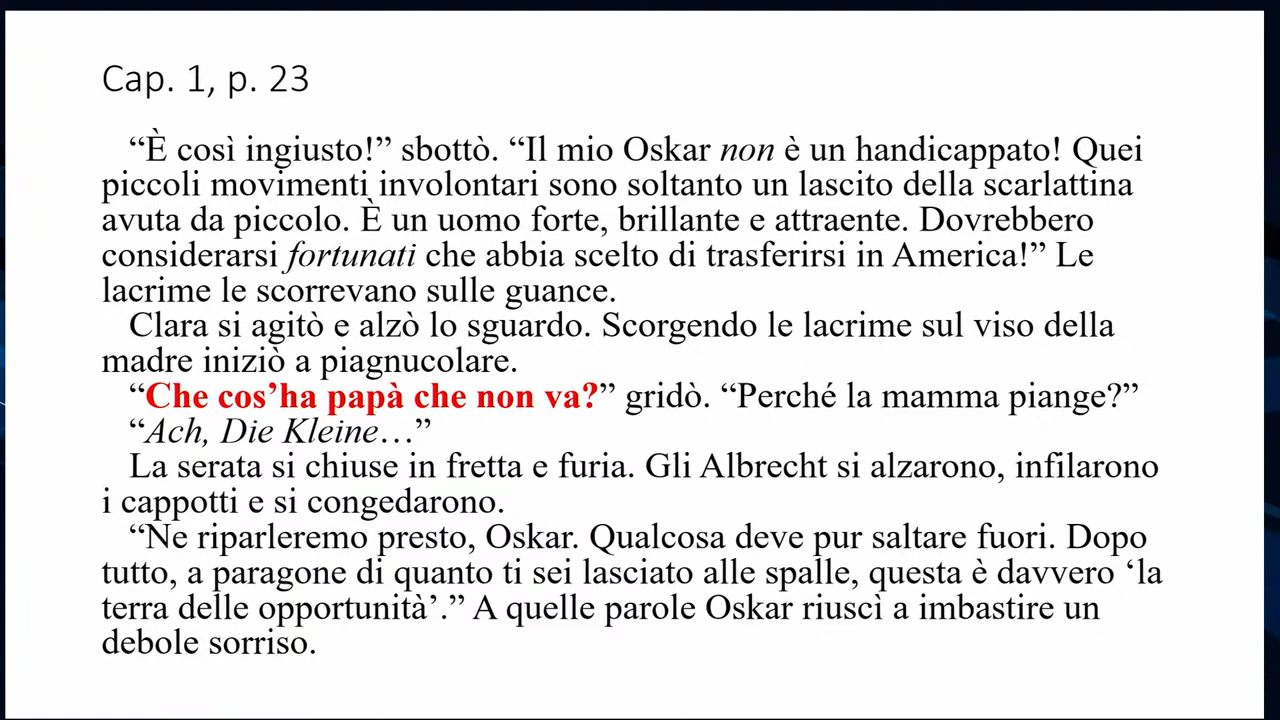 Cap. 1, p. 23
“È così ingiusto!” sbottò. “Il mio Oskar non è un handicappato! Quei
piccoli movimenti involontari sono soltanto un lascito della scarlattina
avuta da piccolo. È un uomo forte, brillante e attraente. Dovrebbero
considerarsi fortunati che abbia scelto di trasferirsi in America!” Le
lacrime le scorrevano sulle guance.
Clara si agitò e alzò lo sguardo. Scorgendo le lacrime sul viso della
madre iniziò a piagnucolare.
“Che cos’ha papà che non va?” gridò. “Perché la mamma piange?”
“Ach, Die Kleine…”
La serata si chiuse in fretta e furia. Gli Albrecht si alzarono, infilarono
i cappotti e si congedarono.
“Ne riparleremo presto, Oskar. Qualcosa deve pur saltare fuori. Dopo
tutto, a paragone di quanto ti sei lasciato alle spalle, questa è davvero ‘la
terra delle opportunità’.” A quelle parole Oskar riuscì a imbastire un
debole sorriso.